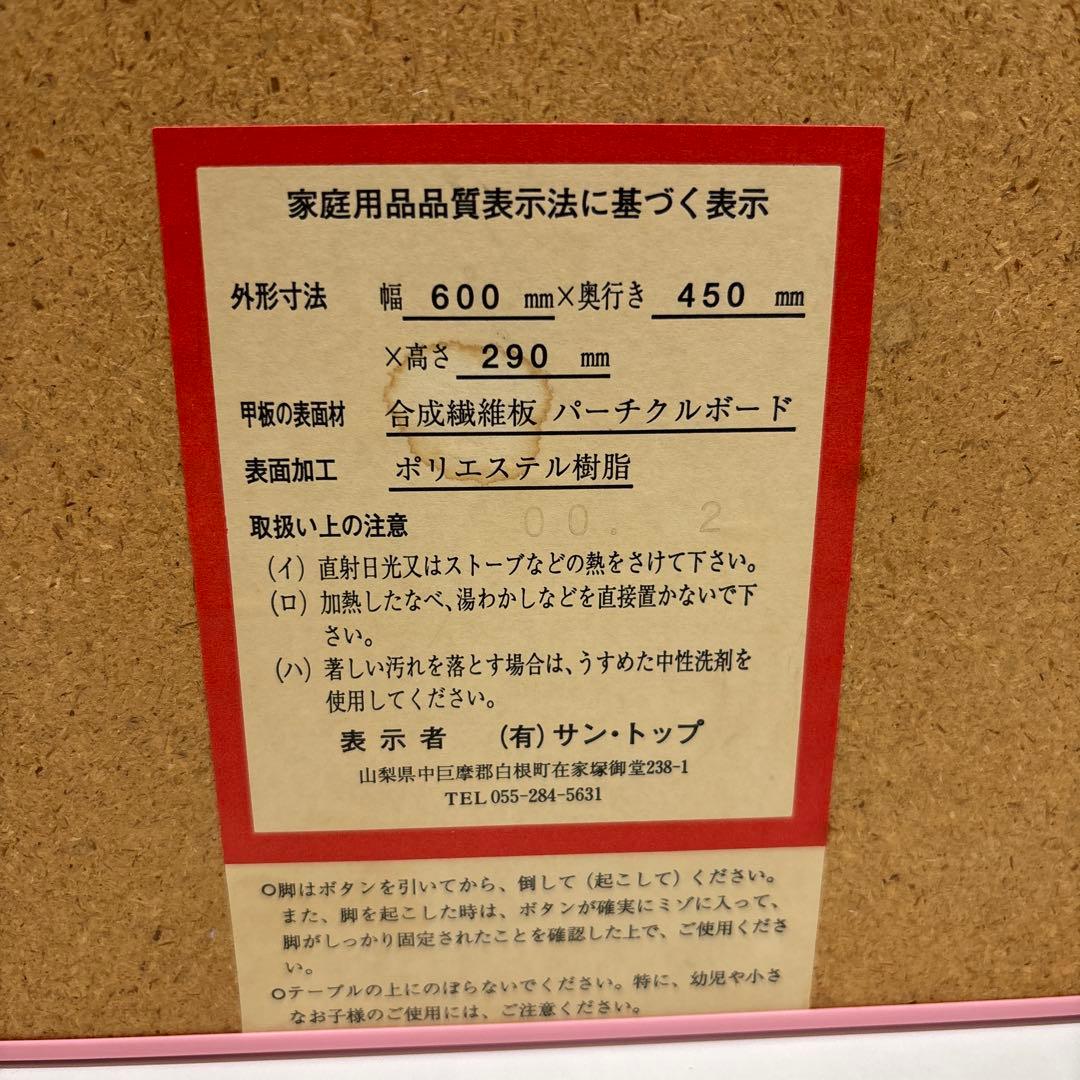 家庭用品品質表示法に基づく表示
外形寸法 幅 600 mm×奥行き 450 mm
×高さ 290 mm
甲板の表面材 合成繊維板 パーチクルボード
表面加工 ポリエステル樹脂
取扱い上の注意 00. 2
(イ) 直射日光又はストーブなどの熱をさけて下さい。
(ロ) 加熱したなべ、湯わかしなどを直接置かないで下
さい。
(ハ) 著しい汚れを落とす場合は、うすめた中性洗剤を
使用してください。
表示者 (有)サン・トップ
山梨県中巨摩郡白根町在家塚御堂238-1
TEL 055-284-5631
○脚はボタンを引いてから、倒して(起こして)ください。
また、脚を起こした時は、ボタンが確実にミゾに入って、
脚がしっかり固定されたことを確認した上で、ご使用くださ
い。
○テーブルの上にのぼらないでください。特に、幼児や小さ
なお子様のご使用には、ご注意ください。